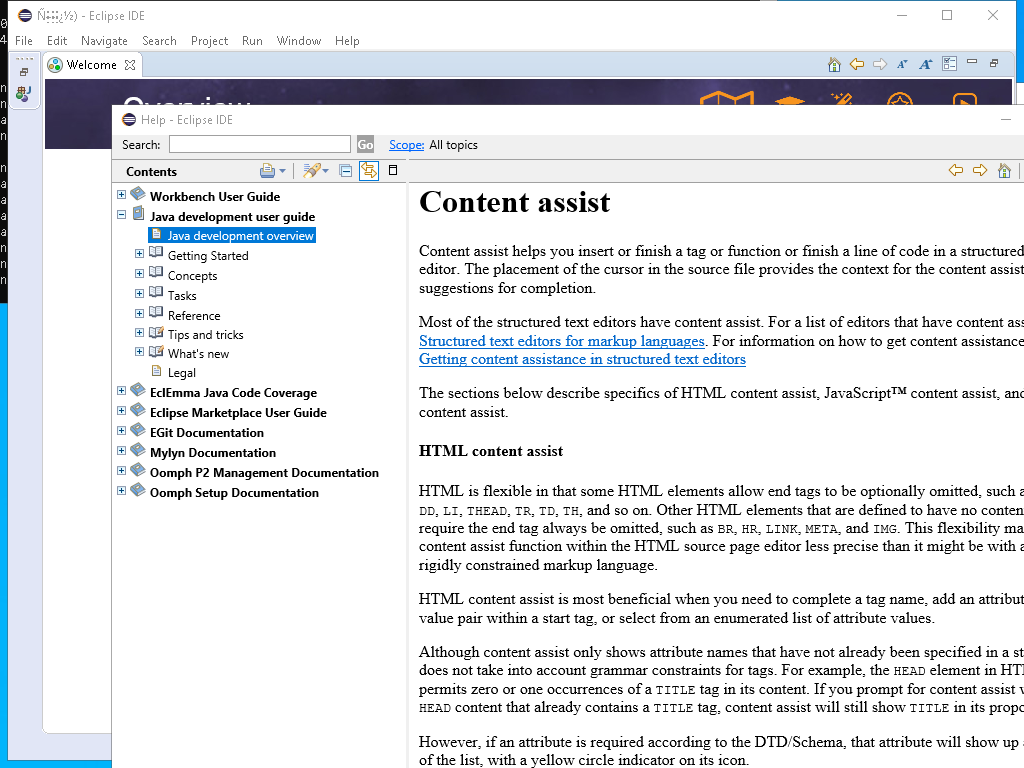 - Eclipse IDE
File Edit Navigate Search Project Run Window Help
Welcome
Overview
Help - Eclipse IDE
Search: Go Scope: All topics
Contents
Workbench User Guide
Java development user guide
Java development overview
Getting Started
Concepts
Tasks
Reference
Tips and tricks
What's new
Legal
EclEmma Java Code Coverage
Eclipse Marketplace User Guide
EGit Documentation
Mylyn Documentation
Oomph P2 Management Documentation
Oomph Setup Documentation
Content assist
Content assist helps you insert or finish a tag or function or finish a line of code in a structured
editor. The placement of the cursor in the source file provides the context for the content assist
suggestions for completion.
Most of the structured text editors have content assist. For a list of editors that have content ass
Structured text editors for markup languages. For information on how to get content assistance
Getting content assistance in structured text editors
The sections below describe specifics of HTML content assist, JavaScript™ content assist, and
content assist.
HTML content assist
HTML is flexible in that some HTML elements allow end tags to be optionally omitted, such a
DD, LI, THEAD, TR, TD, TH, and so on. Other HTML elements that are defined to have no conten
require the end tag always be omitted, such as BR, HR, LINK, META, and IMG. This flexibility ma
content assist function within the HTML source page editor less precise than it might be with a
rigidly constrained markup language.
HTML content assist is most beneficial when you need to complete a tag name, add an attribut
value pair within a start tag, or select from an enumerated list of attribute values.
Although content assist only shows attribute names that have not already been specified in a st
does not take into account grammar constraints for tags. For example, the HEAD element in HT
permits zero or one occurrences of a TITLE tag in its content. If you prompt for content assist
HEAD content that already contains a TITLE tag, content assist will still show TITLE in its propo
However, if an attribute is required according to the DTD/Schema, that attribute will show up
of the list, with a yellow circle indicator on its icon.